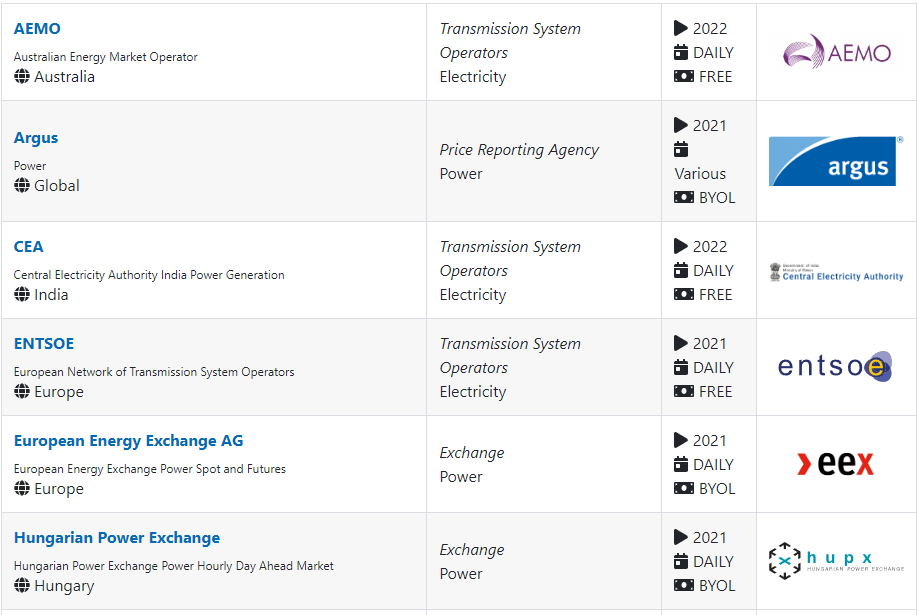 AEMO
Australian Energy Market Operator
Australia
Transmission System
Operators
Electricity
2022
DAILY
FREE
AEMO
Argus
Power
Global
Price Reporting Agency
Power
2021
Various
BYOL
argus
®
CEA
Central Electricity Authority India Power Generation
India
Transmission System
Operators
Electricity
2022
DAILY
FREE
Government of India
Ministry of Power
Central Electricity Authority
ENTSOE
European Network of Transmission System Operators
Europe
Transmission System
Operators
Electricity
2021
DAILY
FREE
entsoe
European Energy Exchange AG
European Energy Exchange Power Spot and Futures
Europe
Exchange
Power
2021
DAILY
BYOL
eex
Hungarian Power Exchange
Hungarian Power Exchange Power Hourly Day Ahead Market
Hungary
Exchange
Power
2021
DAILY
BYOL
hupx
HUNGARIAN POWER EXCHANGE